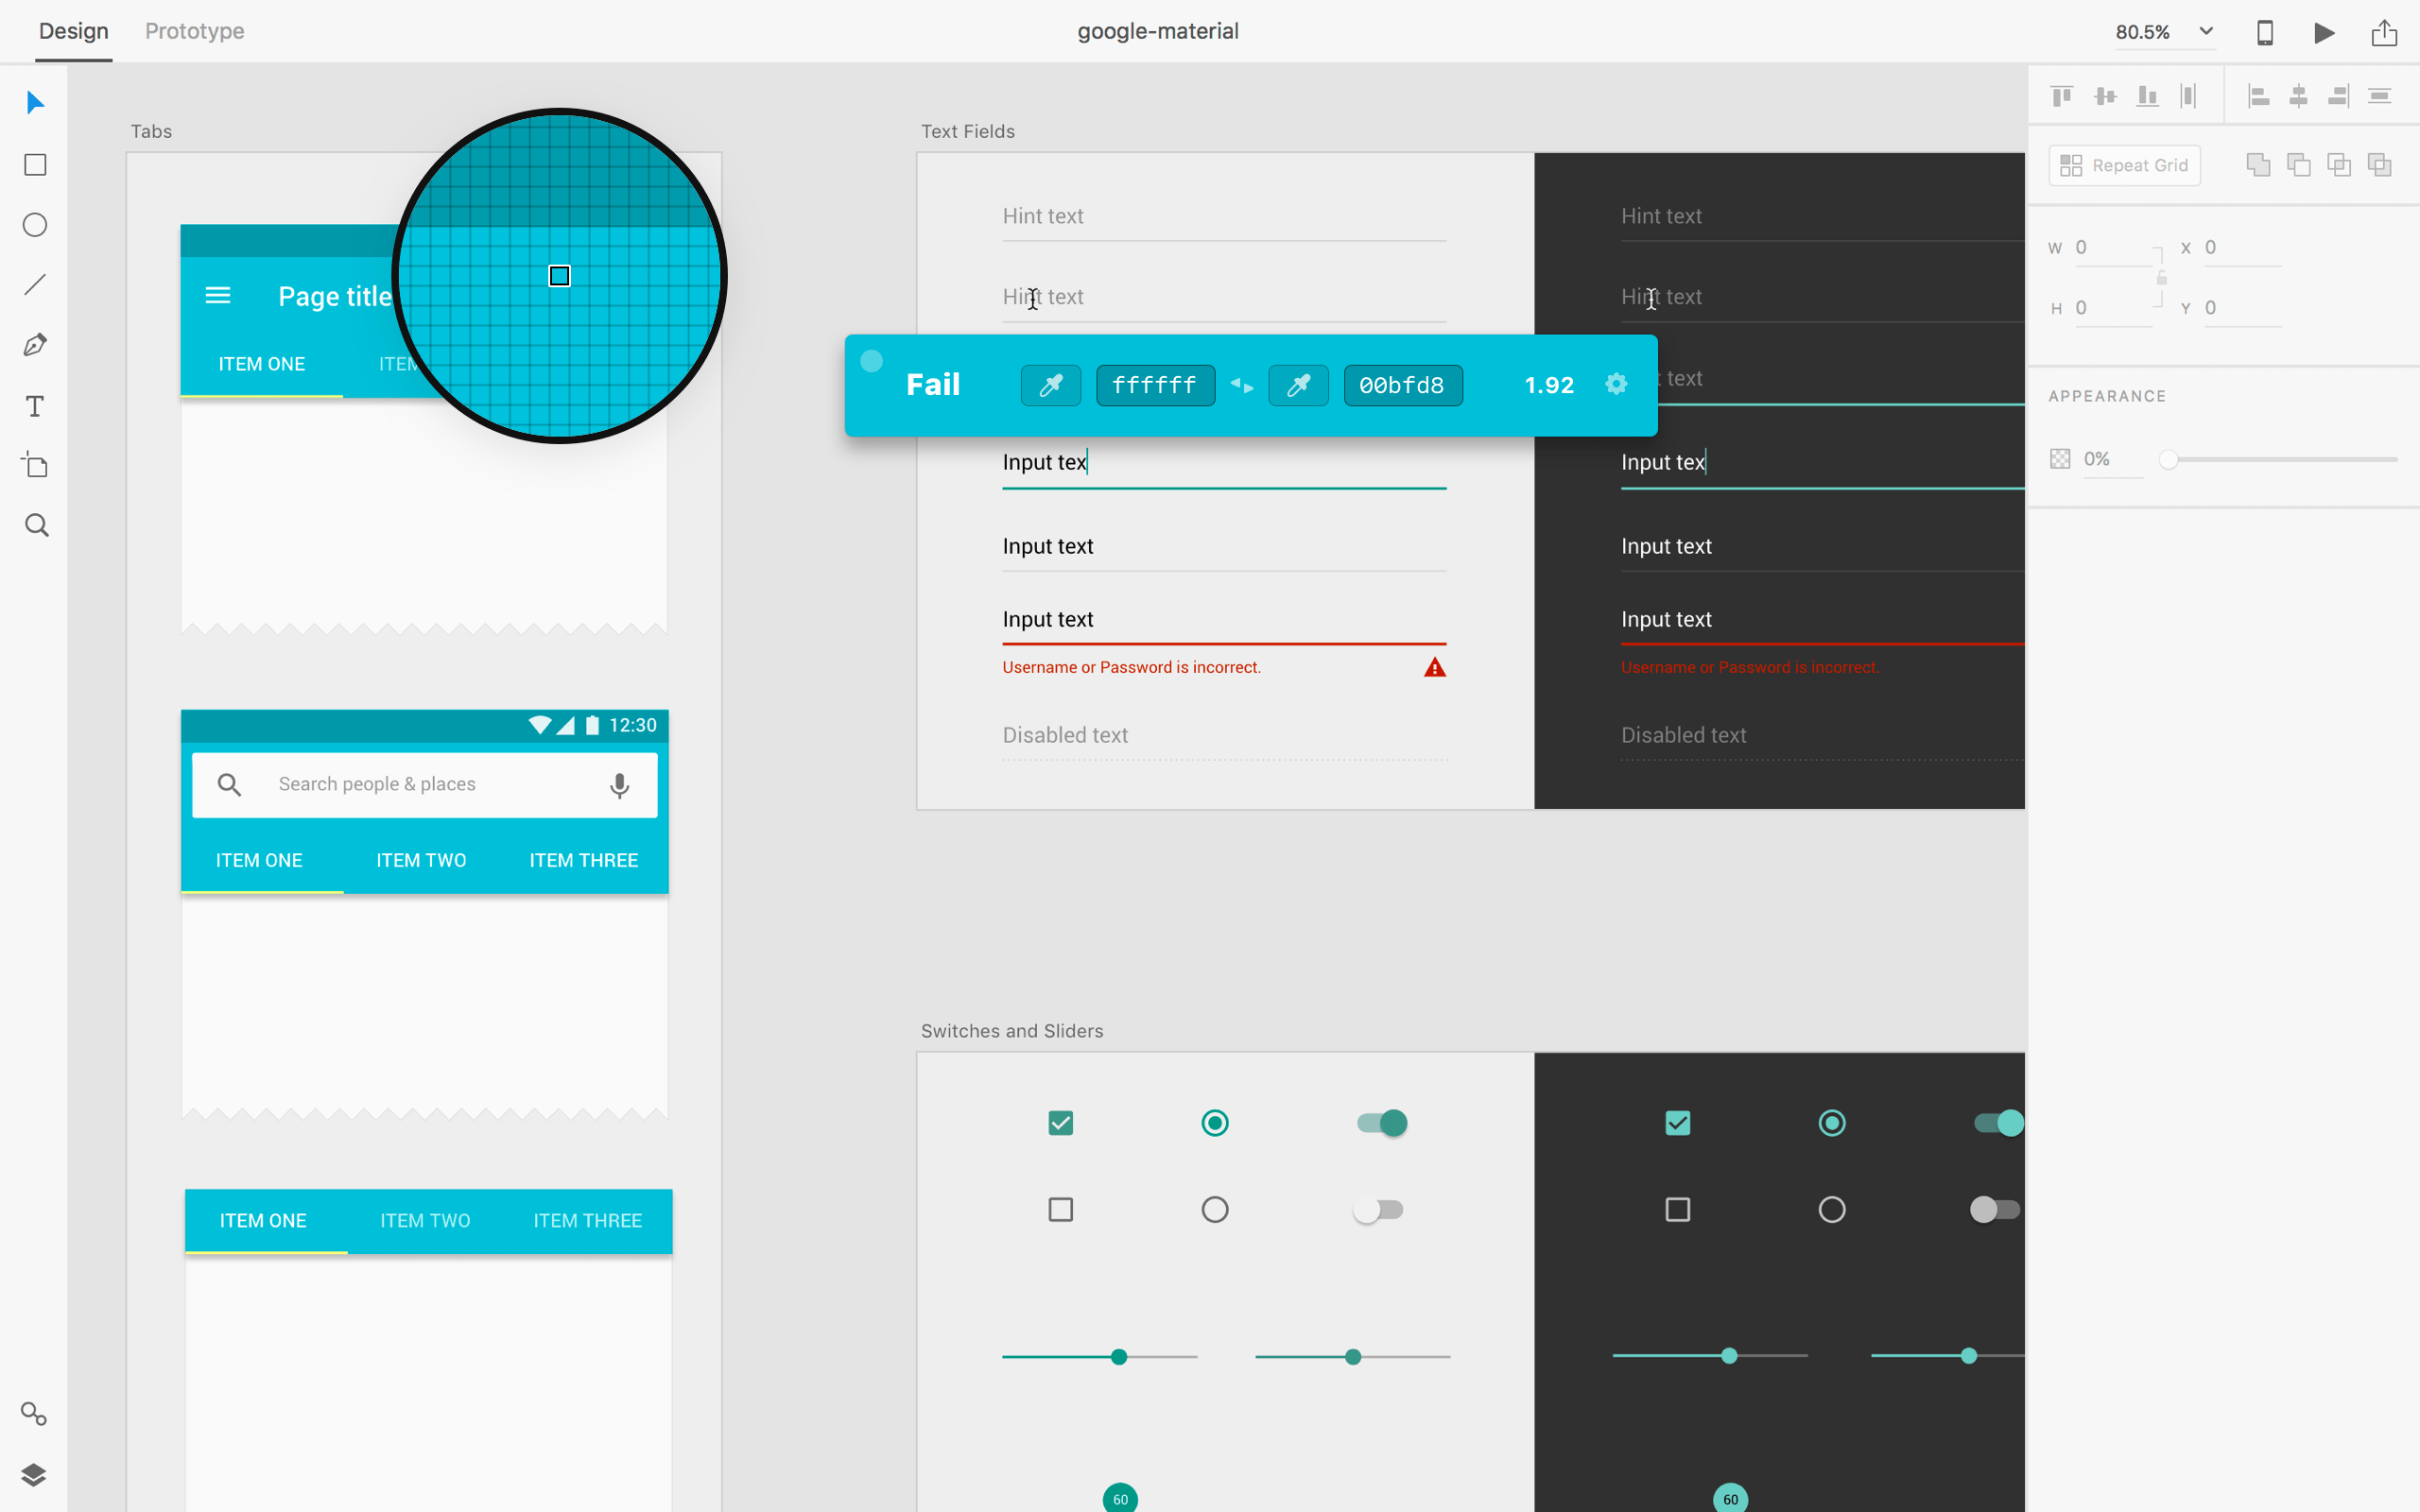 Design Prototype google-material 80.5%
Tabs
Page title
ITEM ONE
12:30
Search people & places
ITEM ONE ITEM TWO ITEM THREE
ITEM ONE ITEM TWO ITEM THREE
Text Fields
Hint text Hint text
Hint text Hint text
Fail ffffff 00bfd8 1.92
text
Input tex Input tex
Input text Input text
Input text Input text
Username or Password is incorrect. Username or Password is incorrect.
Disabled text Disabled text
Switches and Sliders
60 60
Repeat Grid
W 0 X 0
H 0 Y 0
APPEARANCE
0%